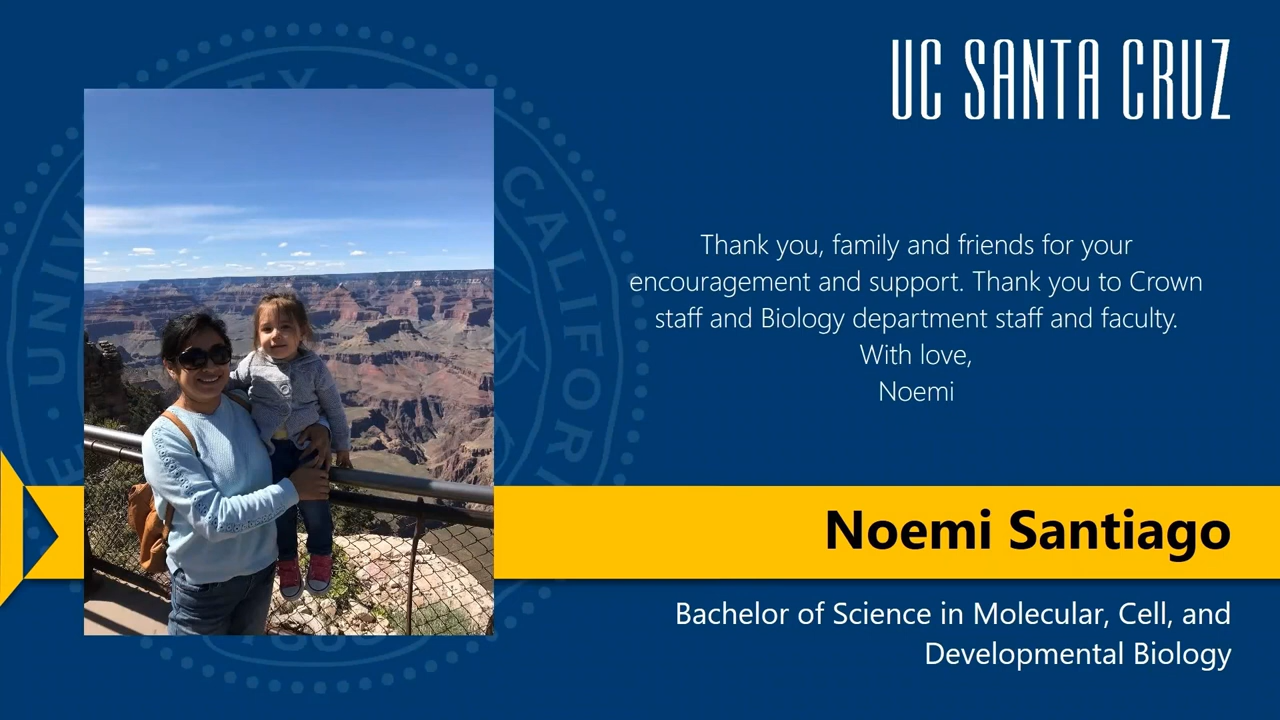 UC SANTA CRUZ
Thank you, family and friends for your
encouragement and support. Thank you to Crown
staff and Biology department staff and faculty.
With love,
Noemi
Noemi Santiago
Bachelor of Science in Molecular, Cell, and
Developmental Biology